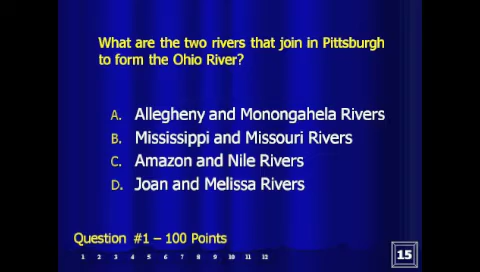 What are the two rivers that join in Pittsburgh
to form the Ohio River?
A. Allegheny and Monongahela Rivers
B. Mississippi and Missouri Rivers
C. Amazon and Nile Rivers
D. Joan and Melissa Rivers
Question #1 – 100 Points
1 2 3 4 5 6 7 8 9 10 11 12
15